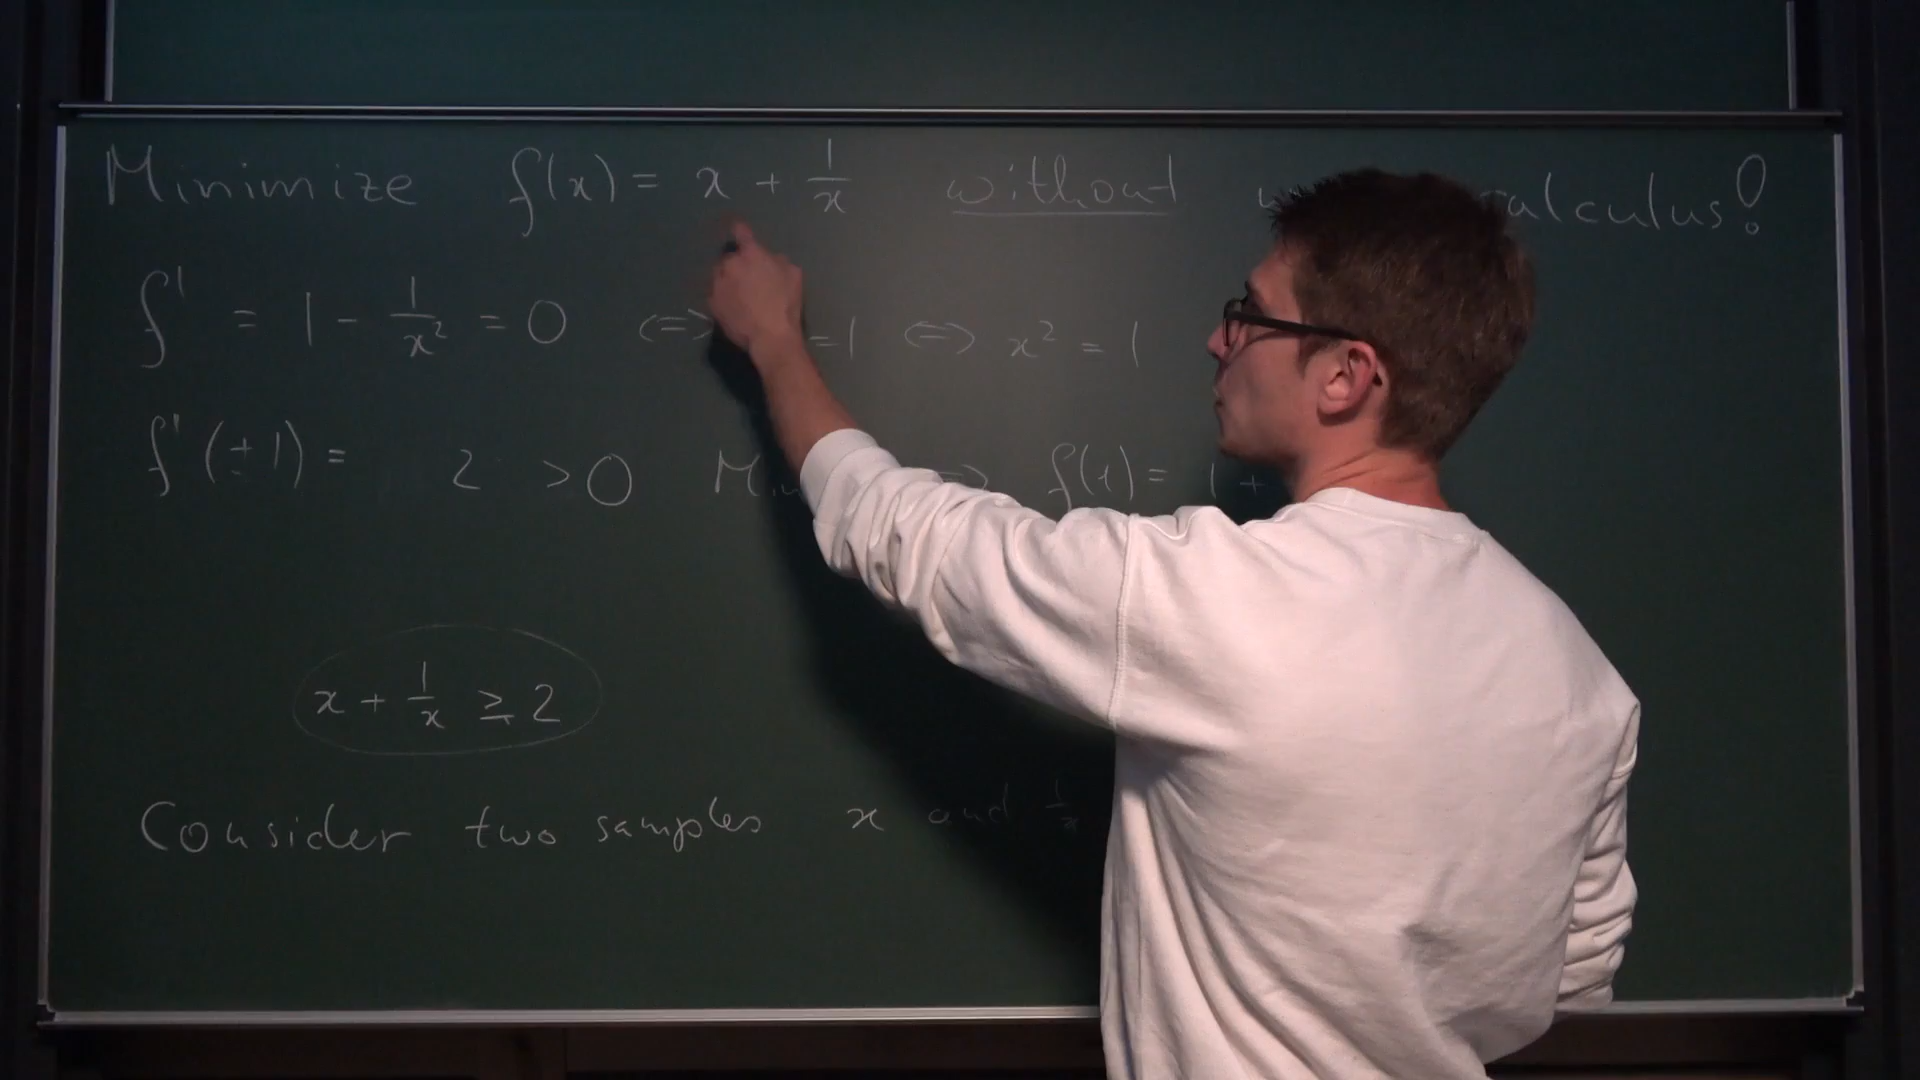 Minimize f(x) = x + 1/x without calculus!
f' = 1 - 1/x² = 0 <=> =1 <=> x² = 1
f''(±1) = 2 > 0 => f(1) = 1 +
x + 1/x ≥ 2
Consider two samples x and 1/x